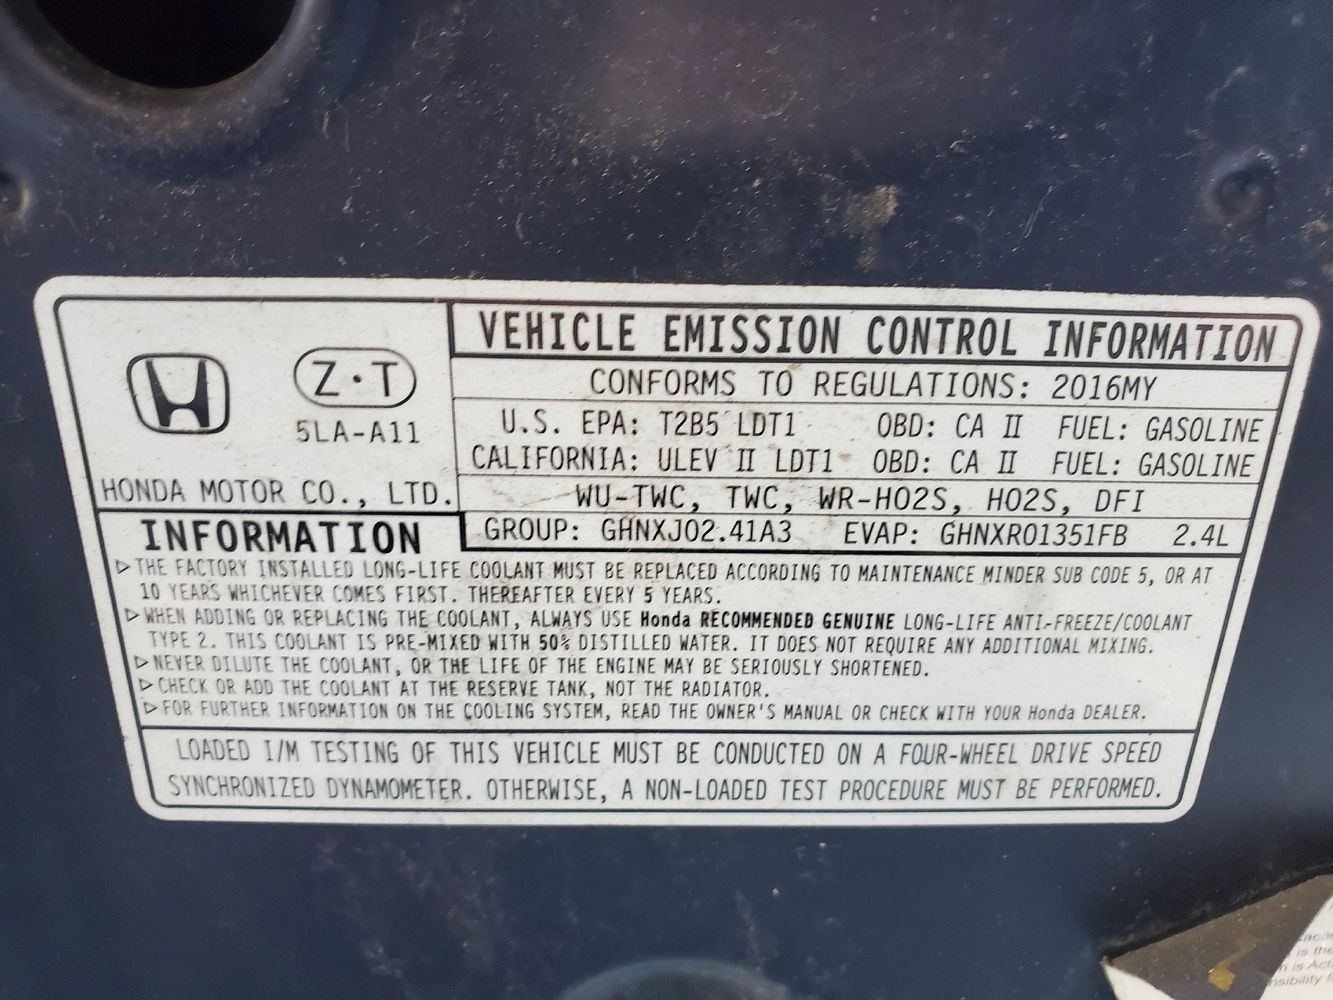 VEHICLE EMISSION CONTROL INFORMATION
Z·T
5LA-A11
HONDA MOTOR CO., LTD.
CONFORMS TO REGULATIONS: 2016MY
U.S. EPA: T2B5 LDT1 OBD: CA II FUEL: GASOLINE
CALIFORNIA: ULEV II LDT1 OBD: CA II FUEL: GASOLINE
WU-TWC, TWC, WR-HO2S, HO2S, DFI
GROUP: GHNXJ02.41A3 EVAP: GHNXR01351FB 2.4L
INFORMATION
▷THE FACTORY INSTALLED LONG-LIFE COOLANT MUST BE REPLACED ACCORDING TO MAINTENANCE MINDER SUB CODE 5, OR AT
10 YEARS WHICHEVER COMES FIRST. THEREAFTER EVERY 5 YEARS.
▷WHEN ADDING OR REPLACING THE COOLANT, ALWAYS USE Honda RECOMMENDED GENUINE LONG-LIFE ANTI-FREEZE/COOLANT
TYPE 2. THIS COOLANT IS PRE-MIXED WITH 50% DISTILLED WATER. IT DOES NOT REQUIRE ANY ADDITIONAL MIXING.
▷NEVER DILUTE THE COOLANT, OR THE LIFE OF THE ENGINE MAY BE SERIOUSLY SHORTENED.
▷CHECK OR ADD THE COOLANT AT THE RESERVE TANK, NOT THE RADIATOR.
▷FOR FURTHER INFORMATION ON THE COOLING SYSTEM, READ THE OWNER'S MANUAL OR CHECK WITH YOUR Honda DEALER.
LOADED I/M TESTING OF THIS VEHICLE MUST BE CONDUCTED ON A FOUR-WHEEL DRIVE SPEED
SYNCHRONIZED DYNAMOMETER. OTHERWISE, A NON-LOADED TEST PROCEDURE MUST BE PERFORMED.
is the
is Act